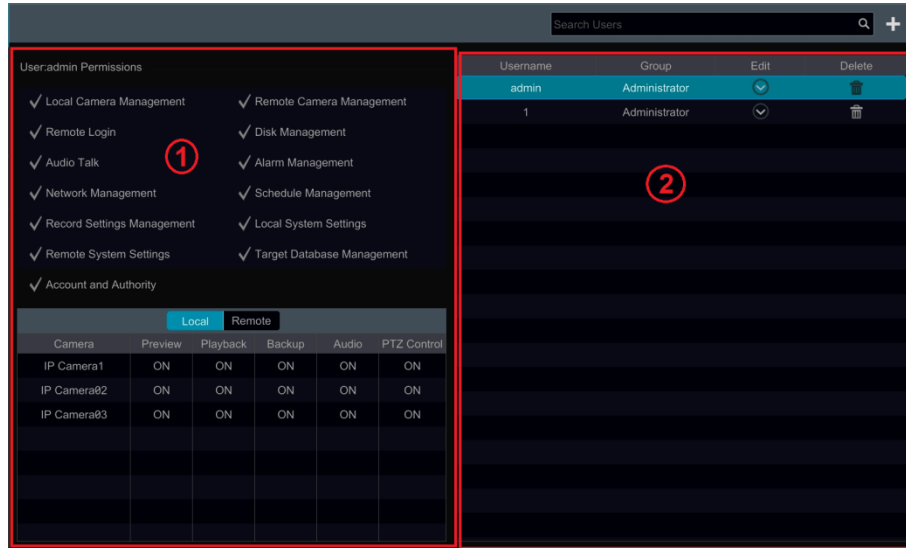 Search Users
User:admin Permissions
Local Camera Management Remote Camera Management
Remote Login Disk Management
Audio Talk Alarm Management
Network Management Schedule Management
Record Settings Management Local System Settings
Remote System Settings Target Database Management
Account and Authority
1
Local Remote
Camera Preview Playback Backup Audio PTZ Control
IP Camera1 ON ON ON ON ON
IP Camera02 ON ON ON ON ON
IP Camera03 ON ON ON ON ON
Username Group Edit Delete
admin Administrator
1 Administrator
2